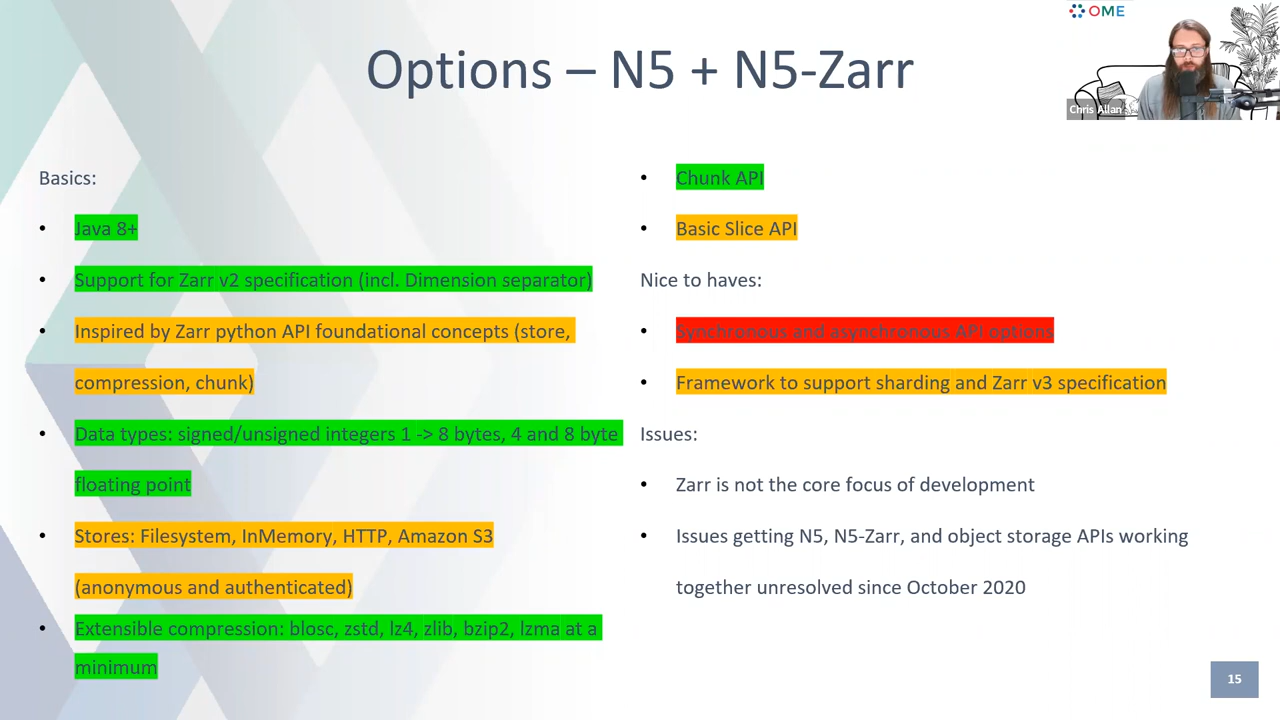 OME
Options – N5 + N5-Zarr
Chris Allan
Basics:
• Java 8+
• Support for Zarr v2 specification (incl. Dimension separator)
• Inspired by Zarr python API foundational concepts (store,
compression, chunk)
• Data types: signed/unsigned integers 1 -> 8 bytes, 4 and 8 byte
floating point
• Stores: Filesystem, InMemory, HTTP, Amazon S3
(anonymous and authenticated)
• Extensible compression: blosc, zstd, lz4, zlib, bzip2, lzma at a
minimum
• Chunk API
• Basic Slice API
Nice to haves:
• Synchronous and asynchronous API options
• Framework to support sharding and Zarr v3 specification
Issues:
• Zarr is not the core focus of development
• Issues getting N5, N5-Zarr, and object storage APIs working
together unresolved since October 2020
15